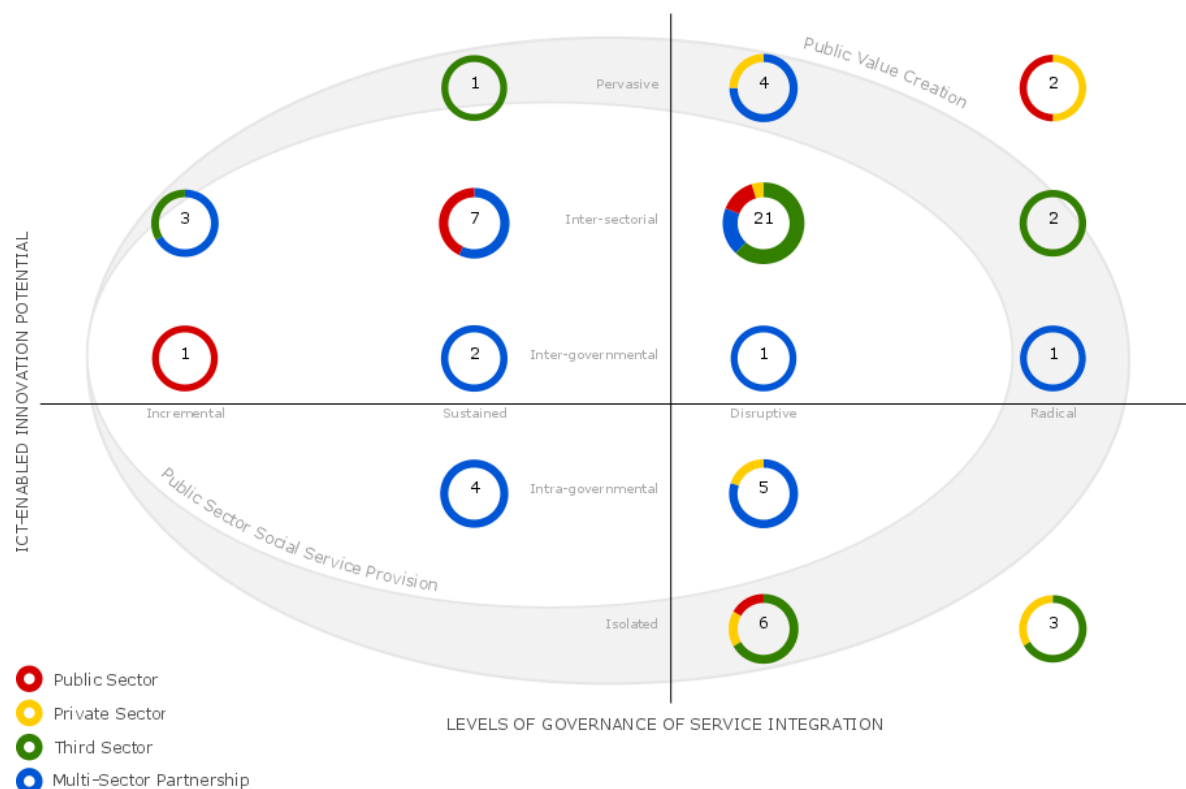 Public Value Creation
1
Pervasive
4
2
3
7
Inter-sectorial
21
2
ICT-ENABLED INNOVATION POTENTIAL
1
2
Inter-governmental
1
1
Incremental
Sustained
Disruptive
Radical
Public Sector Social Service Provision
4
Intra-governmental
5
Isolated
6
3
Public Sector
Private Sector
Third Sector
Multi-Sector Partnership
LEVELS OF GOVERNANCE OF SERVICE INTEGRATION